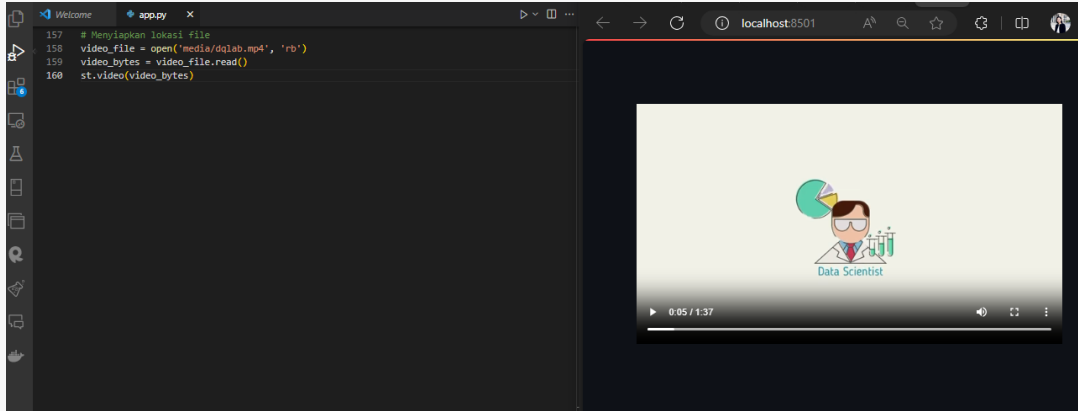 Welcome
app.py
localhost:8501
157 # Menyiapkan lokasi file
158 video_file = open('media/dqlab.mp4', 'rb')
159 video_bytes = video_file.read()
160 st.video(video_bytes)
6
Data Scientist
0:05 / 1:37